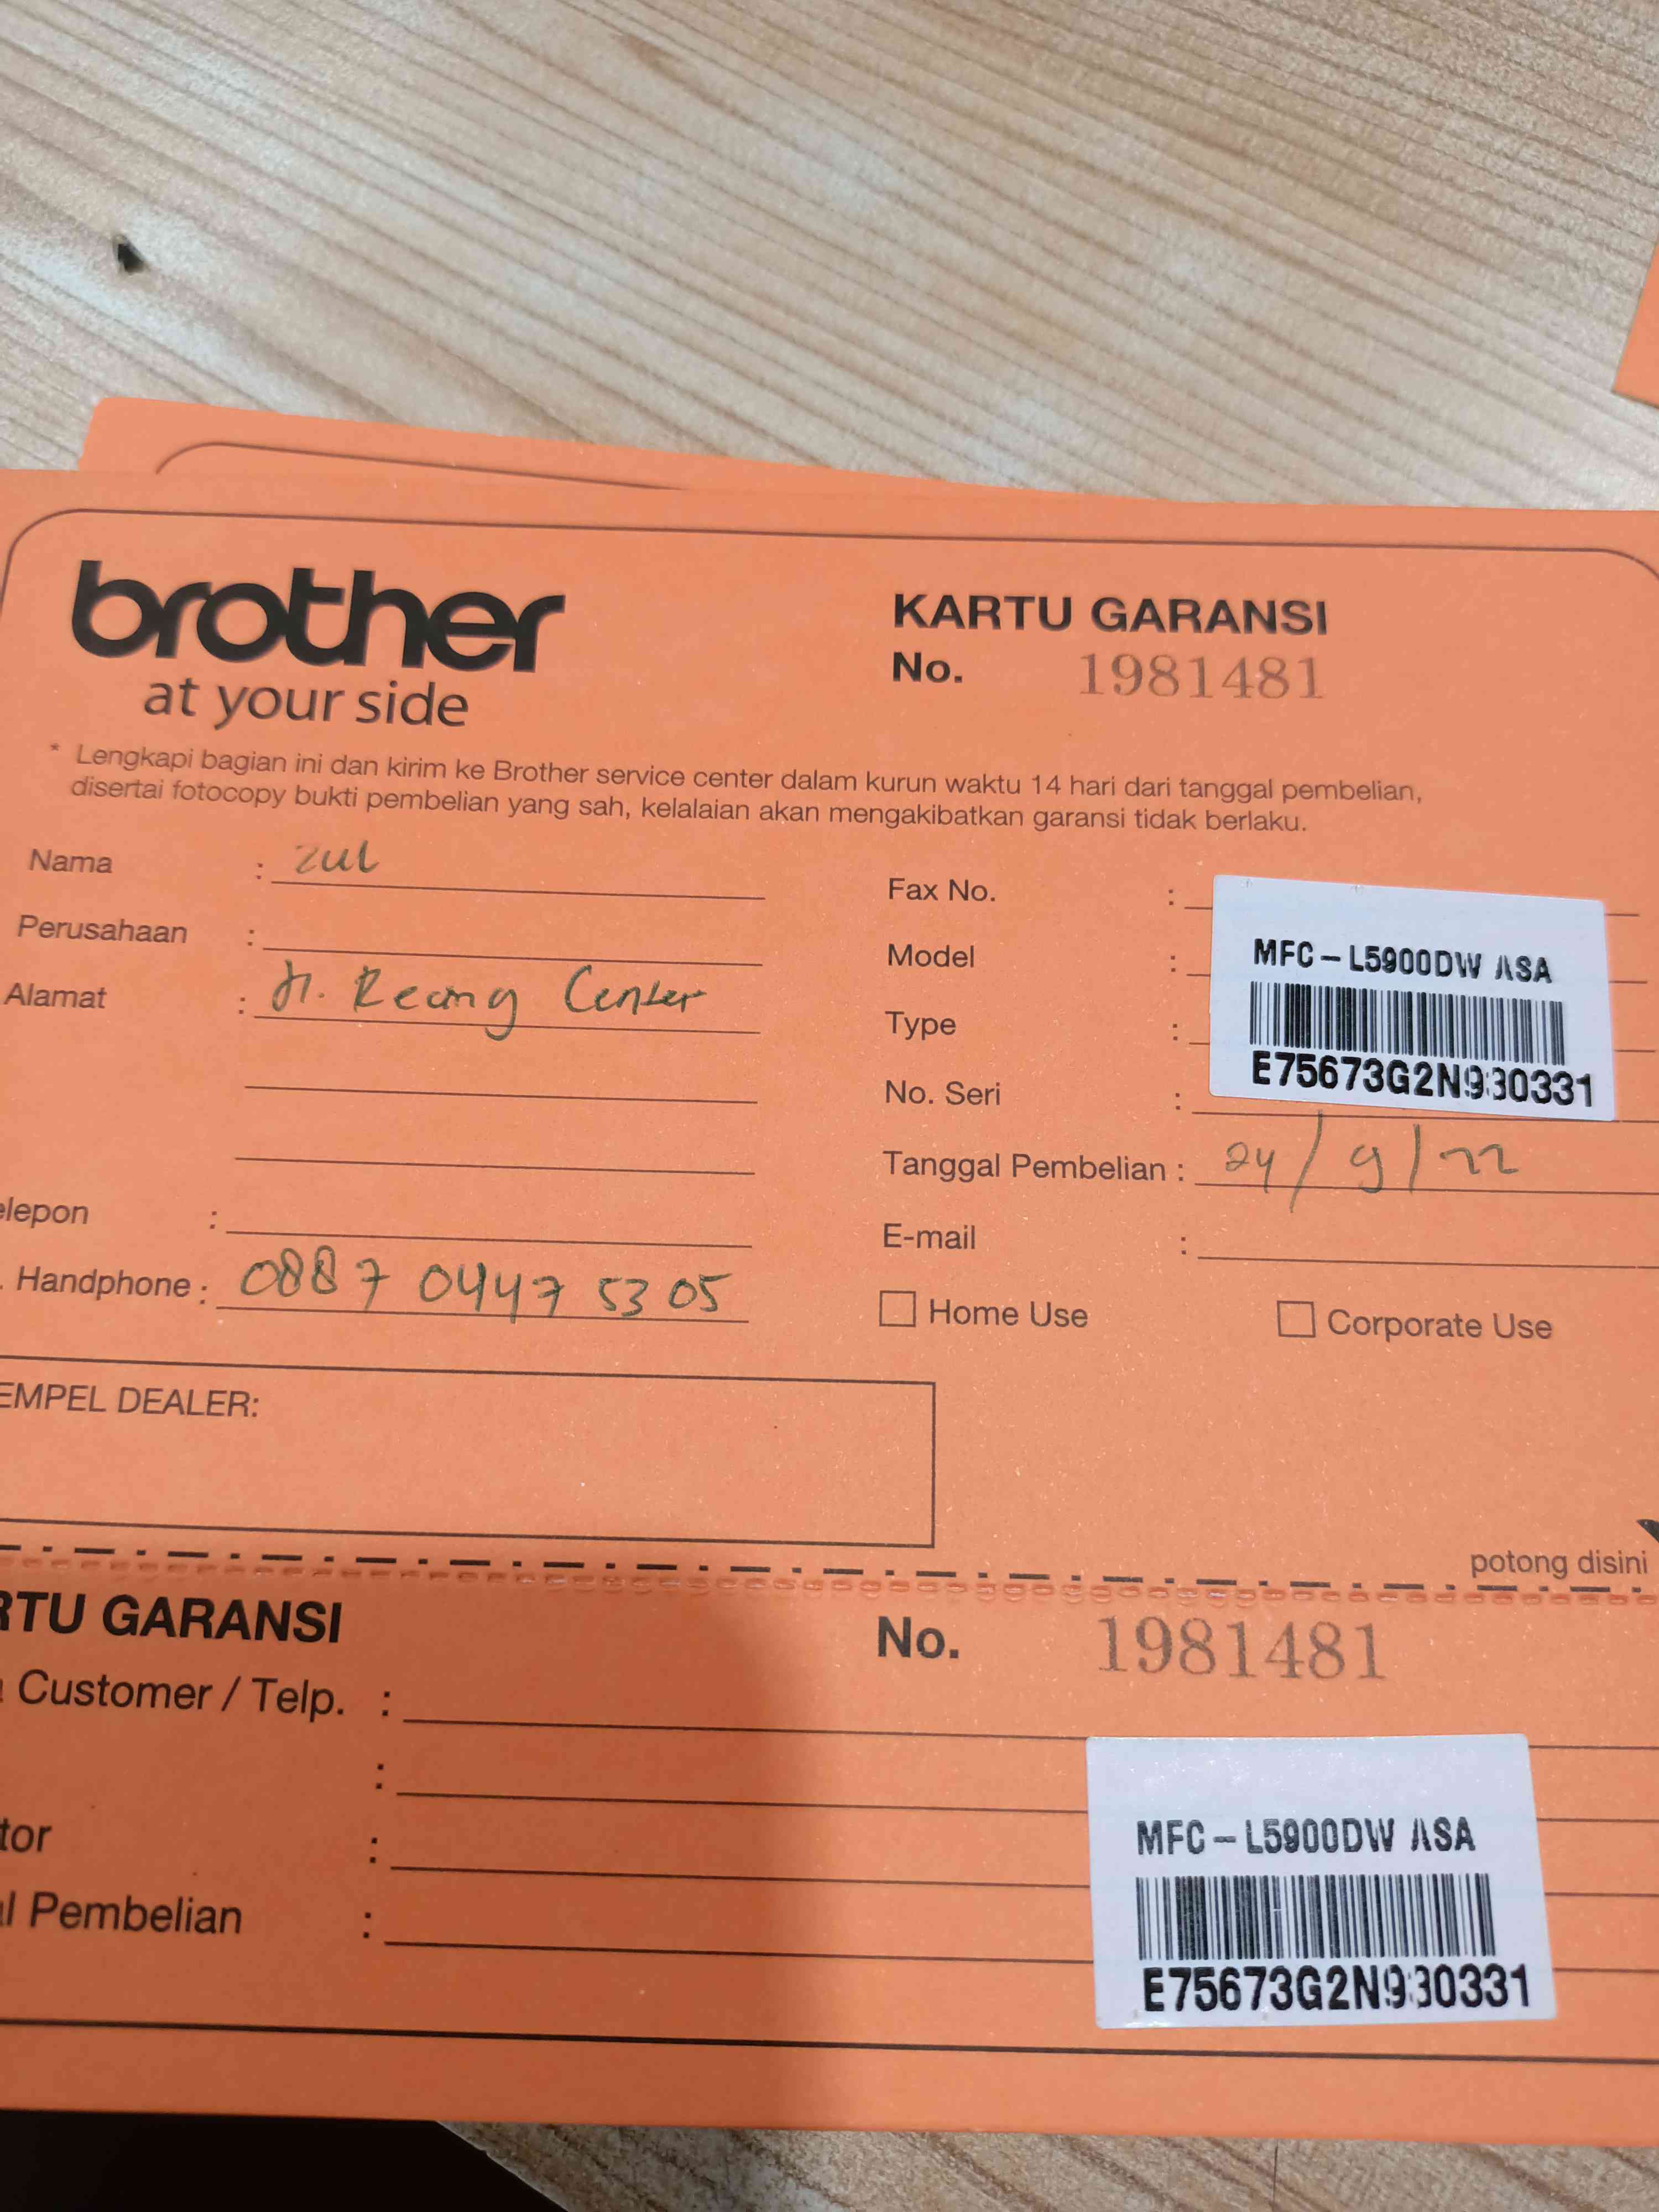 brother
at your side
KARTU GARANSI
No. 1981481
* Lengkapi bagian ini dan kirim ke Brother service center dalam kurun waktu 14 hari dari tanggal pembelian,
disertai fotocopy bukti pembelian yang sah, kelalaian akan mengakibatkan garansi tidak berlaku.
Nama : Zul
Perusahaan :
Alamat : Jl. Center
elepon :
. Handphone : 0887 0447 5305
Fax No. :
Model :
Type :
No. Seri :
MFC-L5900DW ASA
E75673G2N930331
Tanggal Pembelian : 24/9/22
E-mail :
Home Use Corporate Use
EMPEL DEALER:
potong disini
RTU GARANSI No. 1981481
Customer / Telp. :
:
tor :
l Pembelian :
MFC-L5900DW ASA
E75673G2N930331